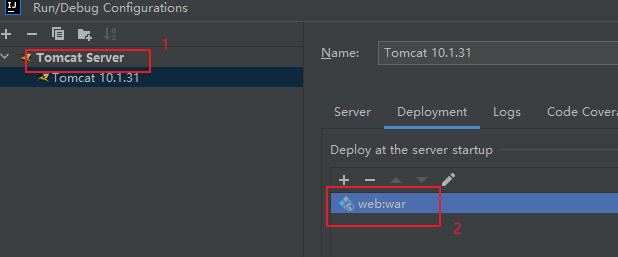 IJ Run/Debug Configurations
1
Tomcat Server
Name: Tomcat 10.1.31
Tomcat 10.1.31
Server Deployment Logs Code Covera
Deploy at the server startup
web:war
2